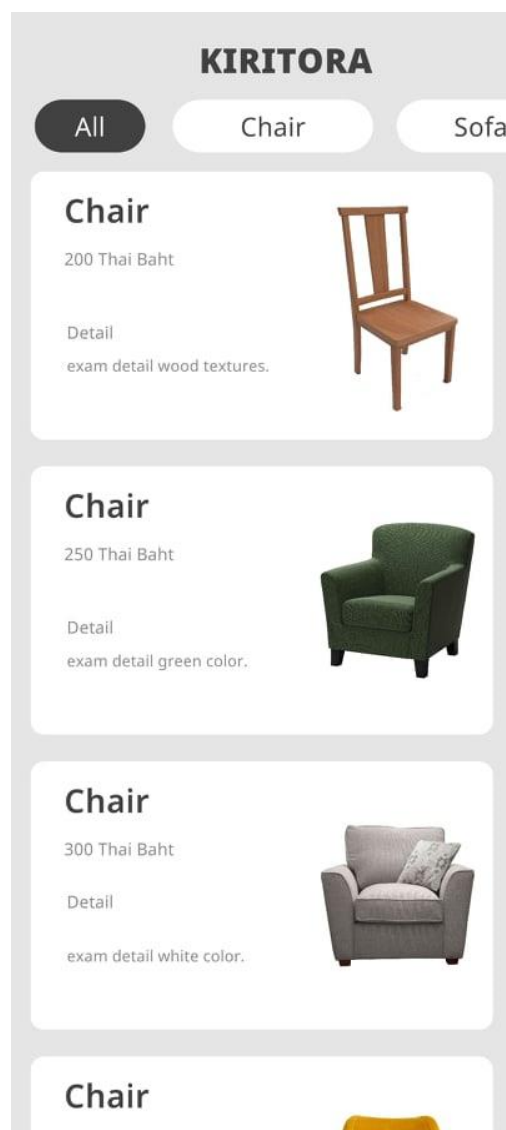 KIRITORA
All Chair Sofa
Chair
200 Thai Baht
Detail
exam detail wood textures.
Chair
250 Thai Baht
Detail
exam detail green color.
Chair
300 Thai Baht
Detail
exam detail white color.
Chair